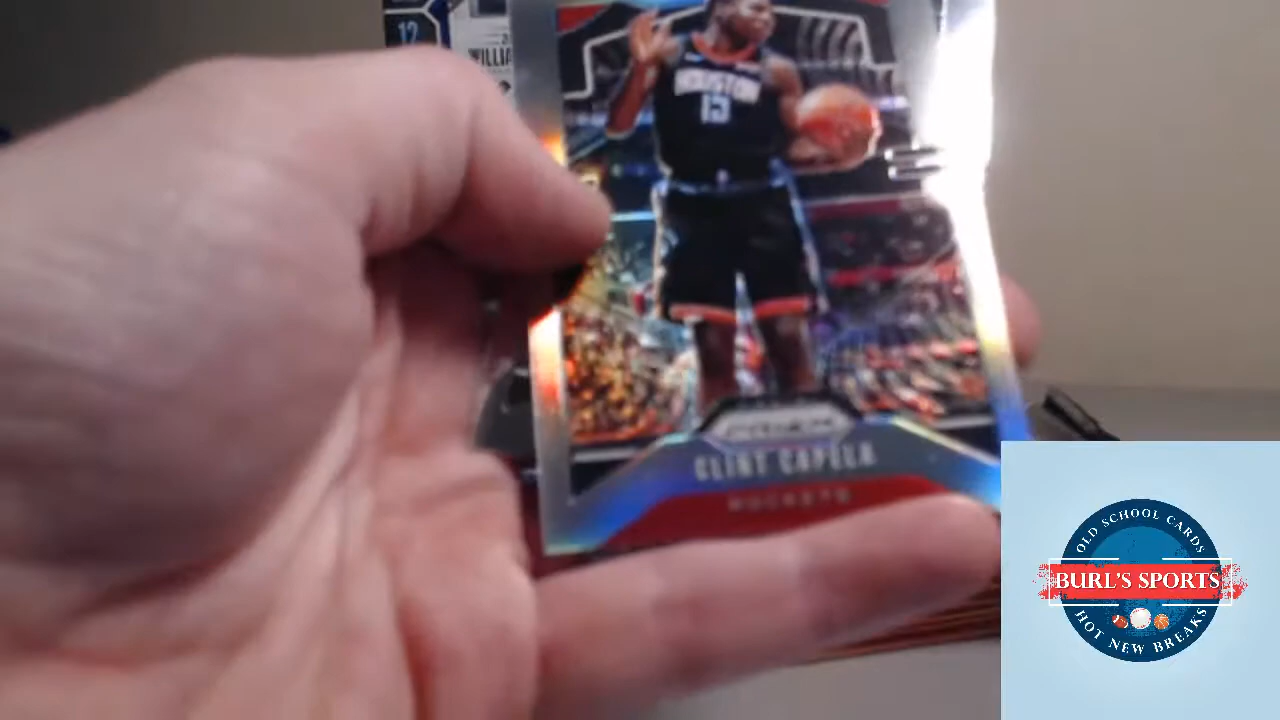 12
WILLIA
HOUSTON
15
PRIZM
CLINT CAPELA
ROCKETS
OLD SCHOOL CARDS
BURL'S SPORTS
HOT NEW BREAKS